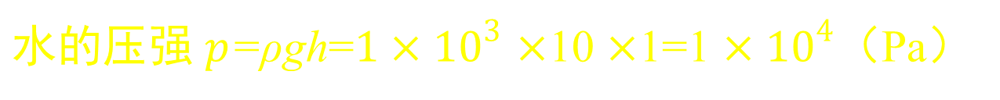 水的压强 p=ρgh=1 × 10³ ×10 ×1=1 × 10⁴（Pa）